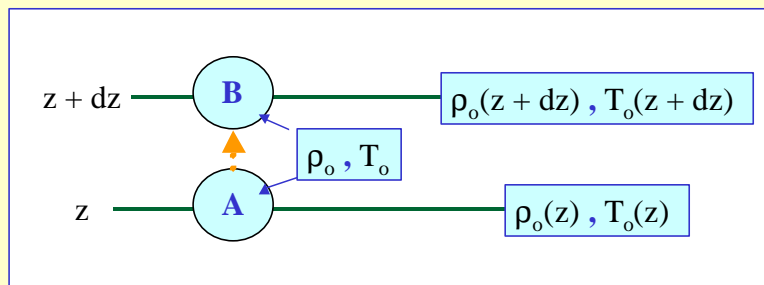 z + dz B ρₒ(z + dz) , Tₒ(z + dz)
ρₒ , Tₒ
z A ρₒ(z) , Tₒ(z)